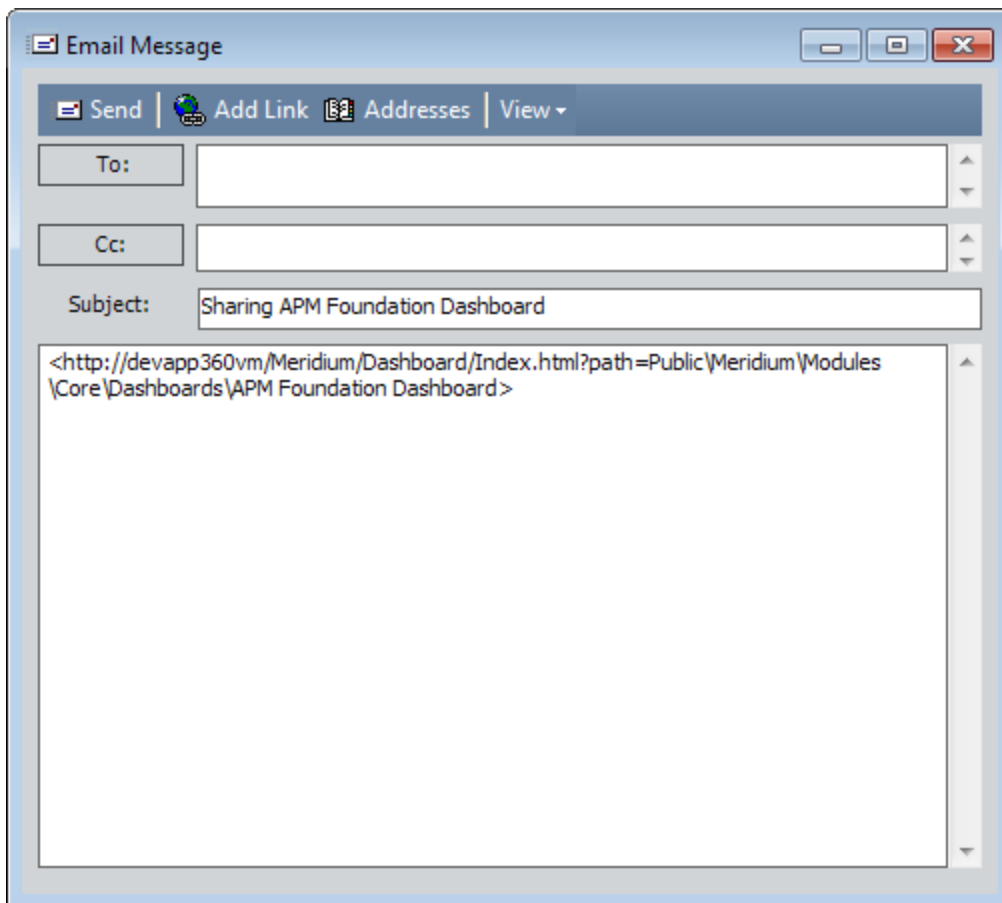 Email Message
Send Add Link Addresses View
To:
Cc:
Subject: Sharing APM Foundation Dashboard
<http://devapp360vm/Meridium/Dashboard/Index.html?path=Public\Meridium\Modules
\Core\Dashboards\APM Foundation Dashboard>